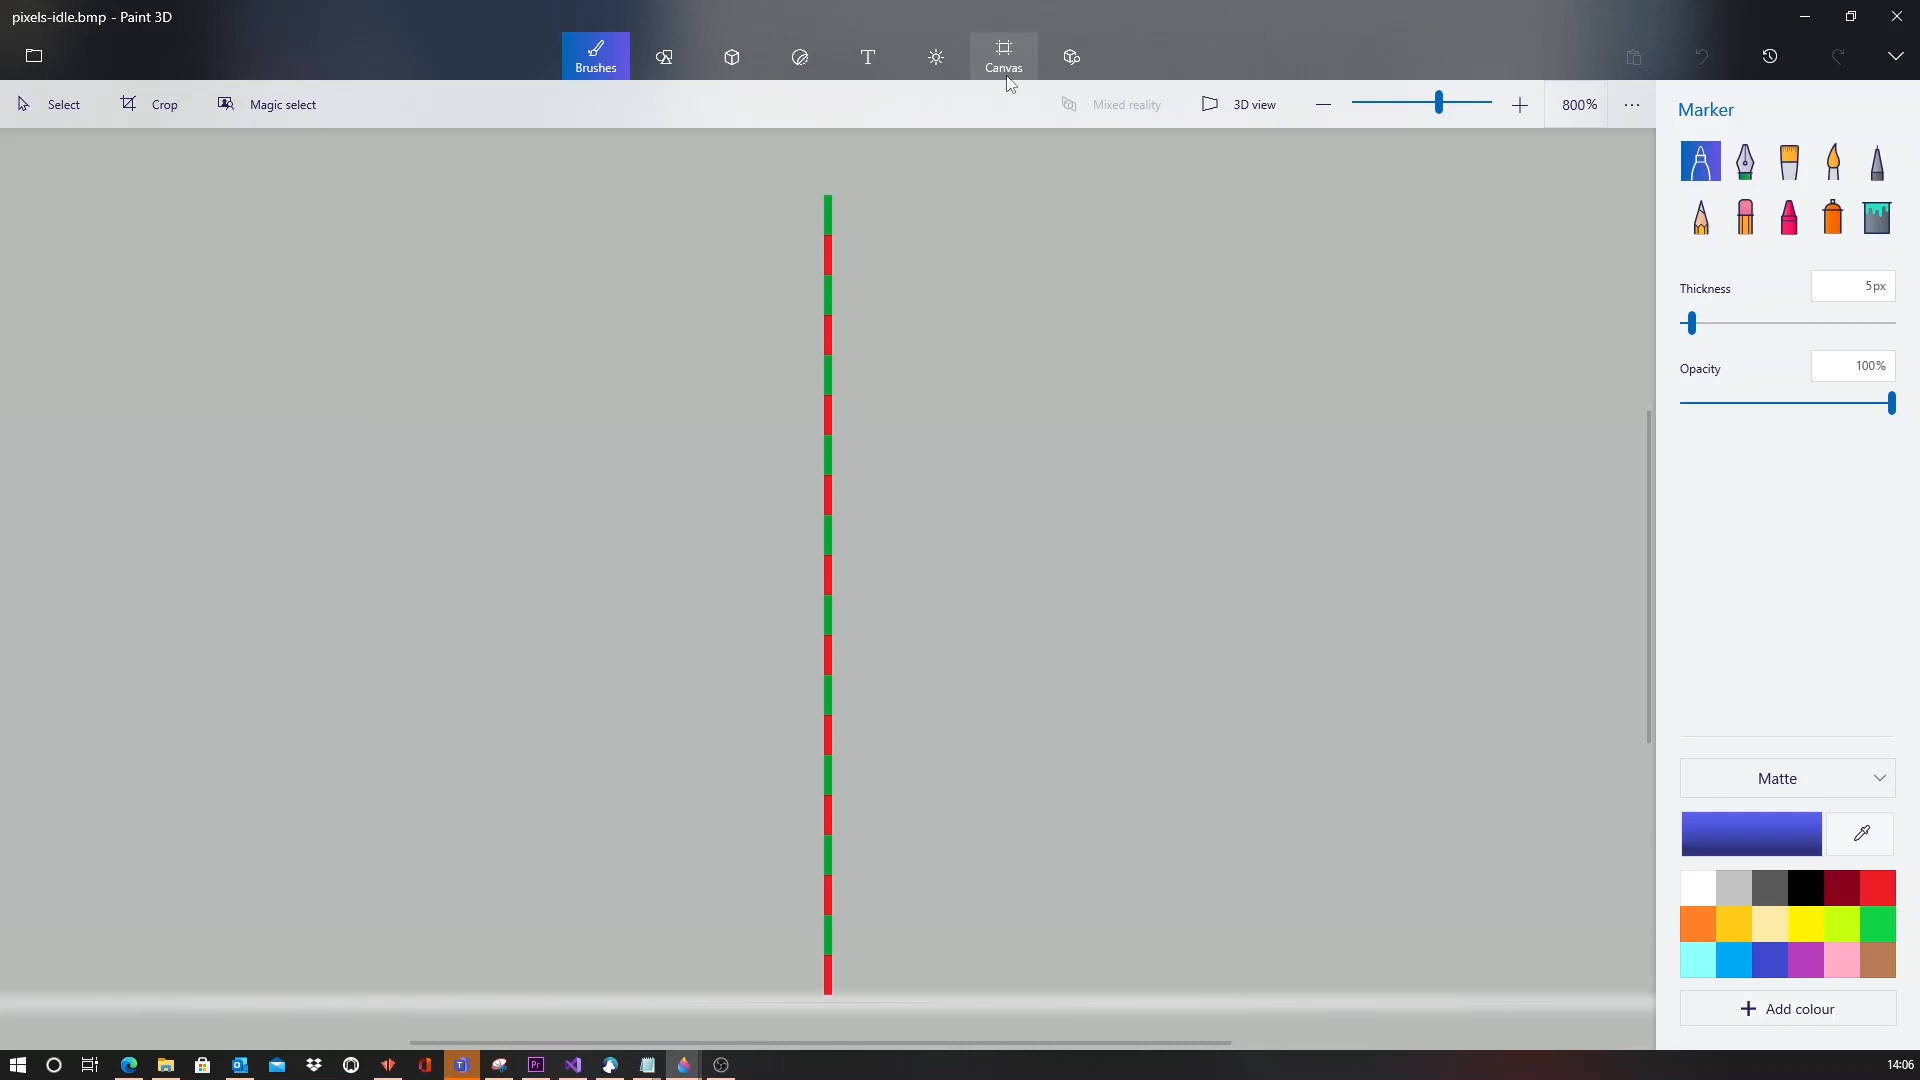 pixels-idle.bmp - Paint 3D
Brushes
Canvas
Select
Crop
Magic select
Mixed reality
3D view
800%
Marker
Thickness
5px
Opacity
100%
Matte
Add colour
14:06